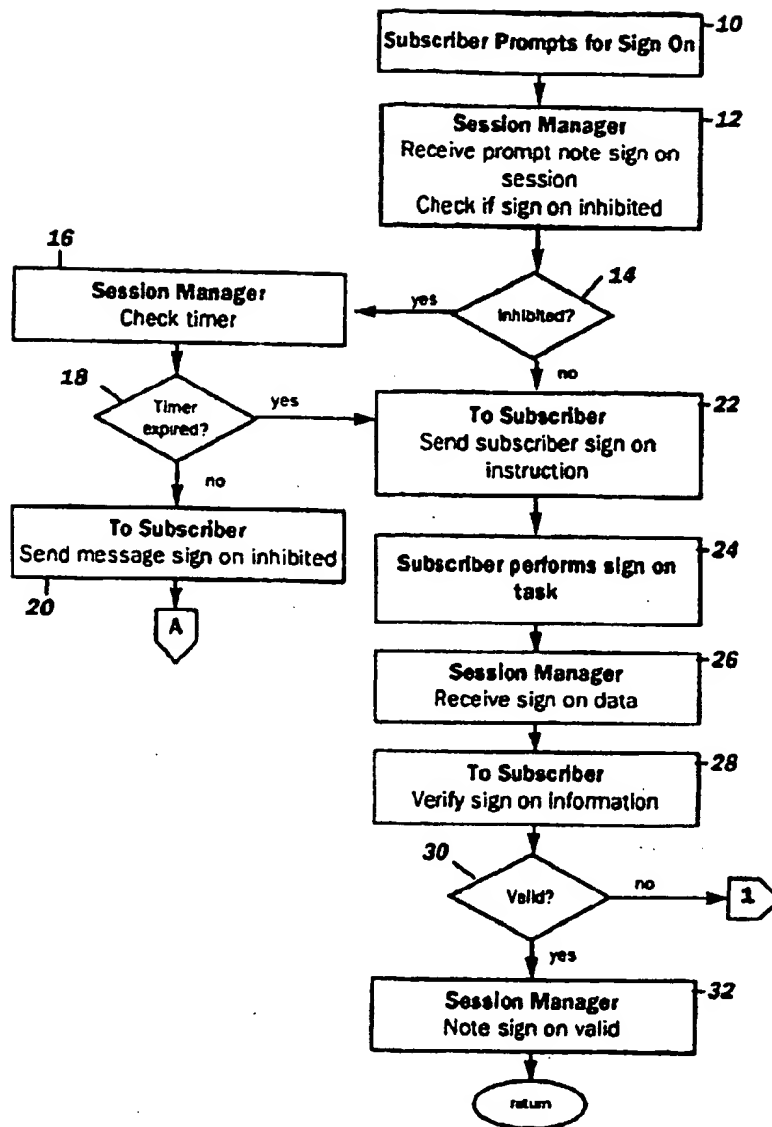 10
Subscriber Prompts for Sign On
12
Session Manager
Receive prompt note sign on
session
Check if sign on inhibited
14
Inhibited?
yes
no
16
Session Manager
Check timer
18
Timer
expired?
yes
no
To Subscriber
Send message sign on inhibited
20
A
22
To Subscriber
Send subscriber sign on
instruction
24
Subscriber performs sign on
task
26
Session Manager
Receive sign on data
28
To Subscriber
Verify sign on information
30
Valid?
no
1
yes
32
Session Manager
Note sign on valid
return